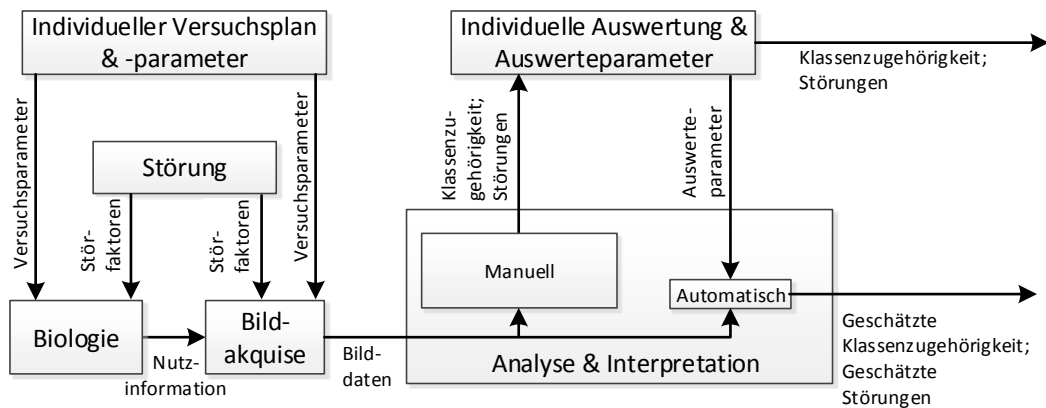 Individueller Versuchsplan
& -parameter
Individuelle Auswertung &
Auswerteparameter
Klassenzugehörigkeit;
Störungen
Versuchsparameter
Versuchsparameter
Störung
Stör-
faktoren
Stör-
faktoren
Klassenzu-
gehörigkeit;
Störungen
Auswerte-
parameter
Manuell
Automatisch
Biologie
Nutz-
information
Bild-
akquise
Bild-
daten
Analyse & Interpretation
Geschätzte
Klassenzugehörigkeit;
Geschätzte
Störungen